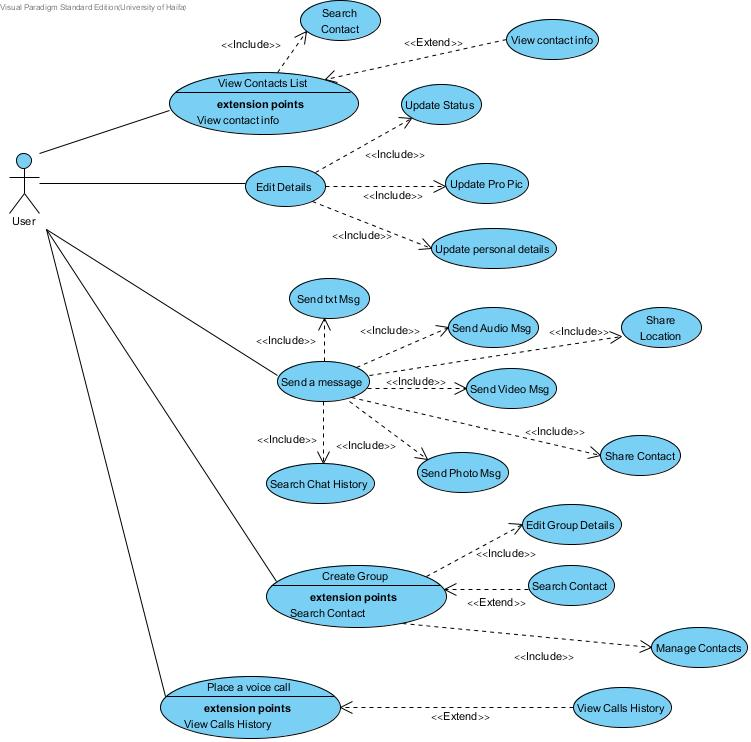 Visual Paradigm Standard Edition(University of Haifa)
Search
Contact
<<Include>>
<<Extend>>
View contact info
View Contacts List
extension points
View contact info
Update Status
<<Include>>
Edit Details
Update Pro Pic
<<Include>>
User
<<Include>>
Update personal details
Send txt Msg
Send Audio Msg
Share
Location
<<Include>>
<<Include>>
<<Include>>
Send a message
<<Include>>
Send Video Msg
<<Include>>
<<Include>>
<<Include>>
Share Contact
Search Chat History
Send Photo Msg
Edit Group Details
<<Include>>
Create Group
extension points
Search Contact
Search Contact
<<Extend>>
Manage Contacts
<<Include>>
Place a voice call
extension points
View Calls History
View Calls History
<<Extend>>